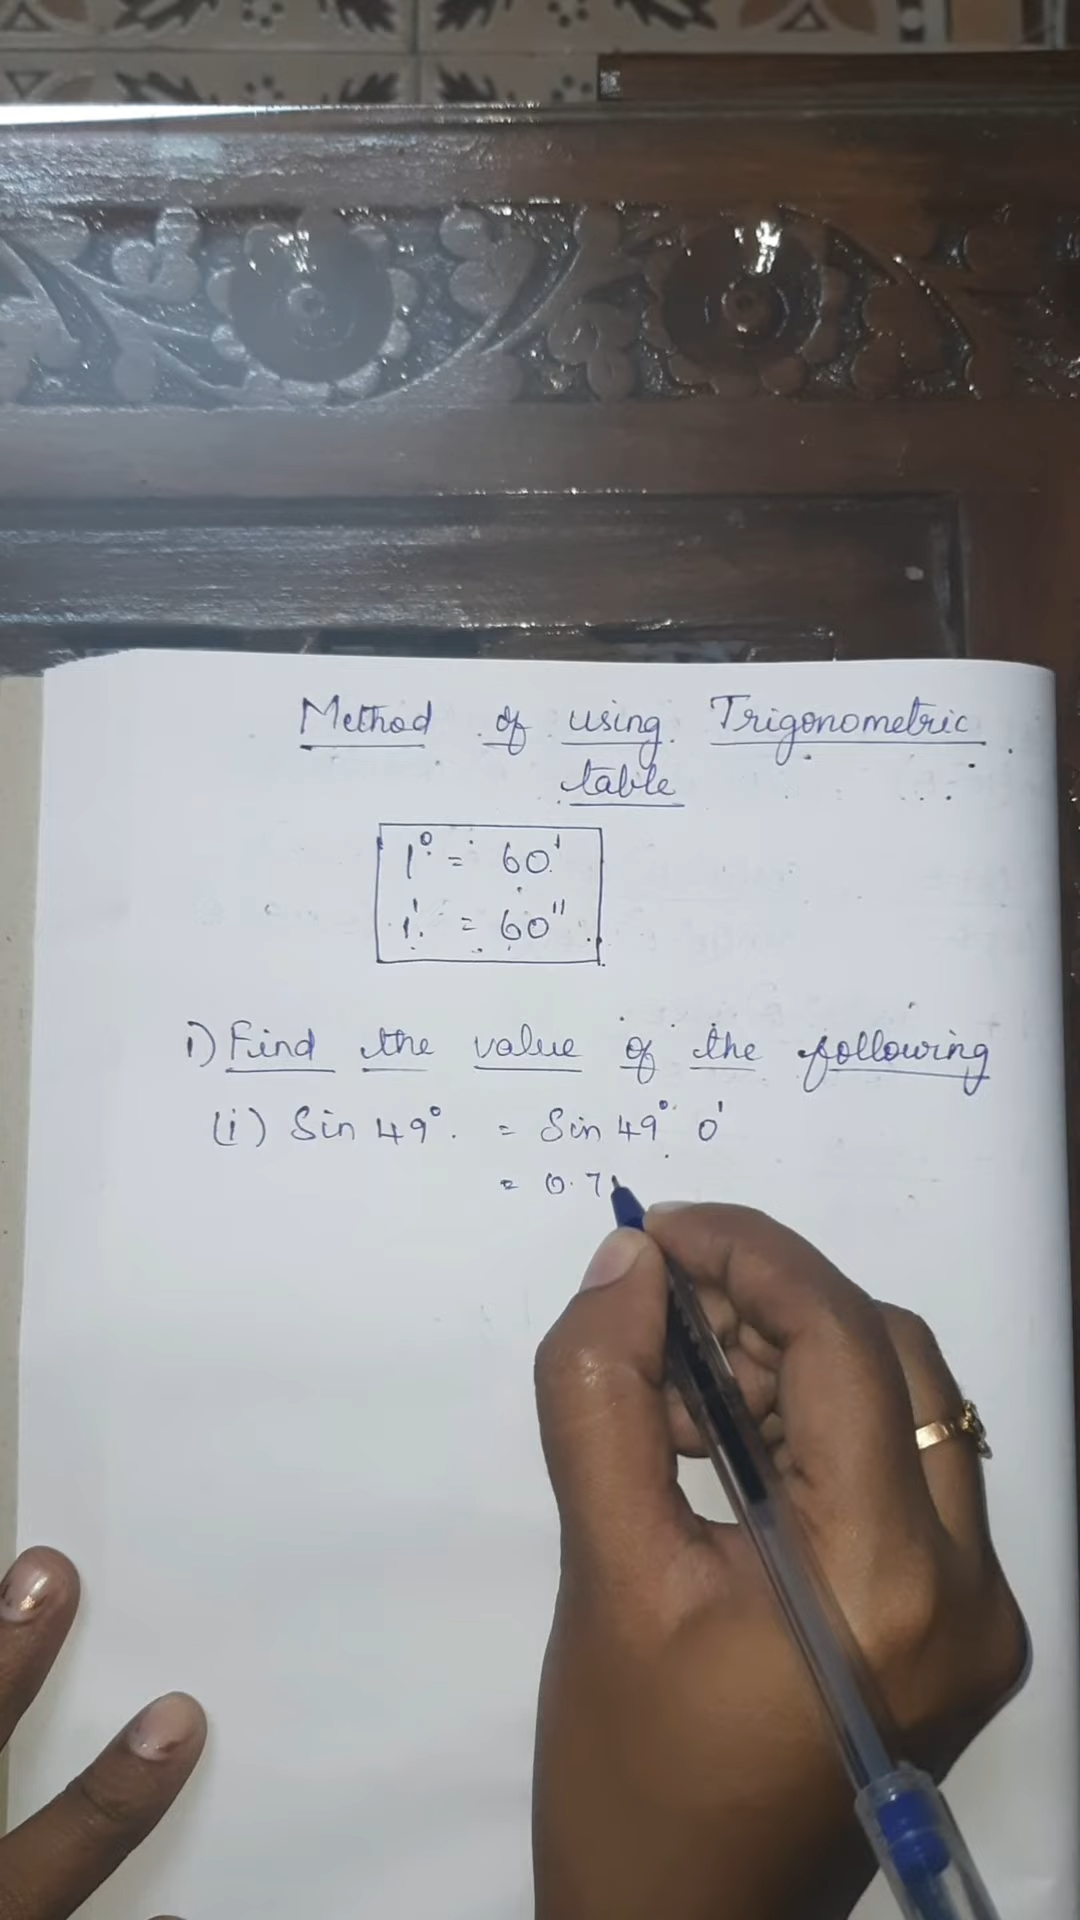 Method of using Trigonometric
table
1° = 60'
1' = 60"
1) Find the value of the following
(i) Sin 49°. = Sin 49° 0'
= 0.7